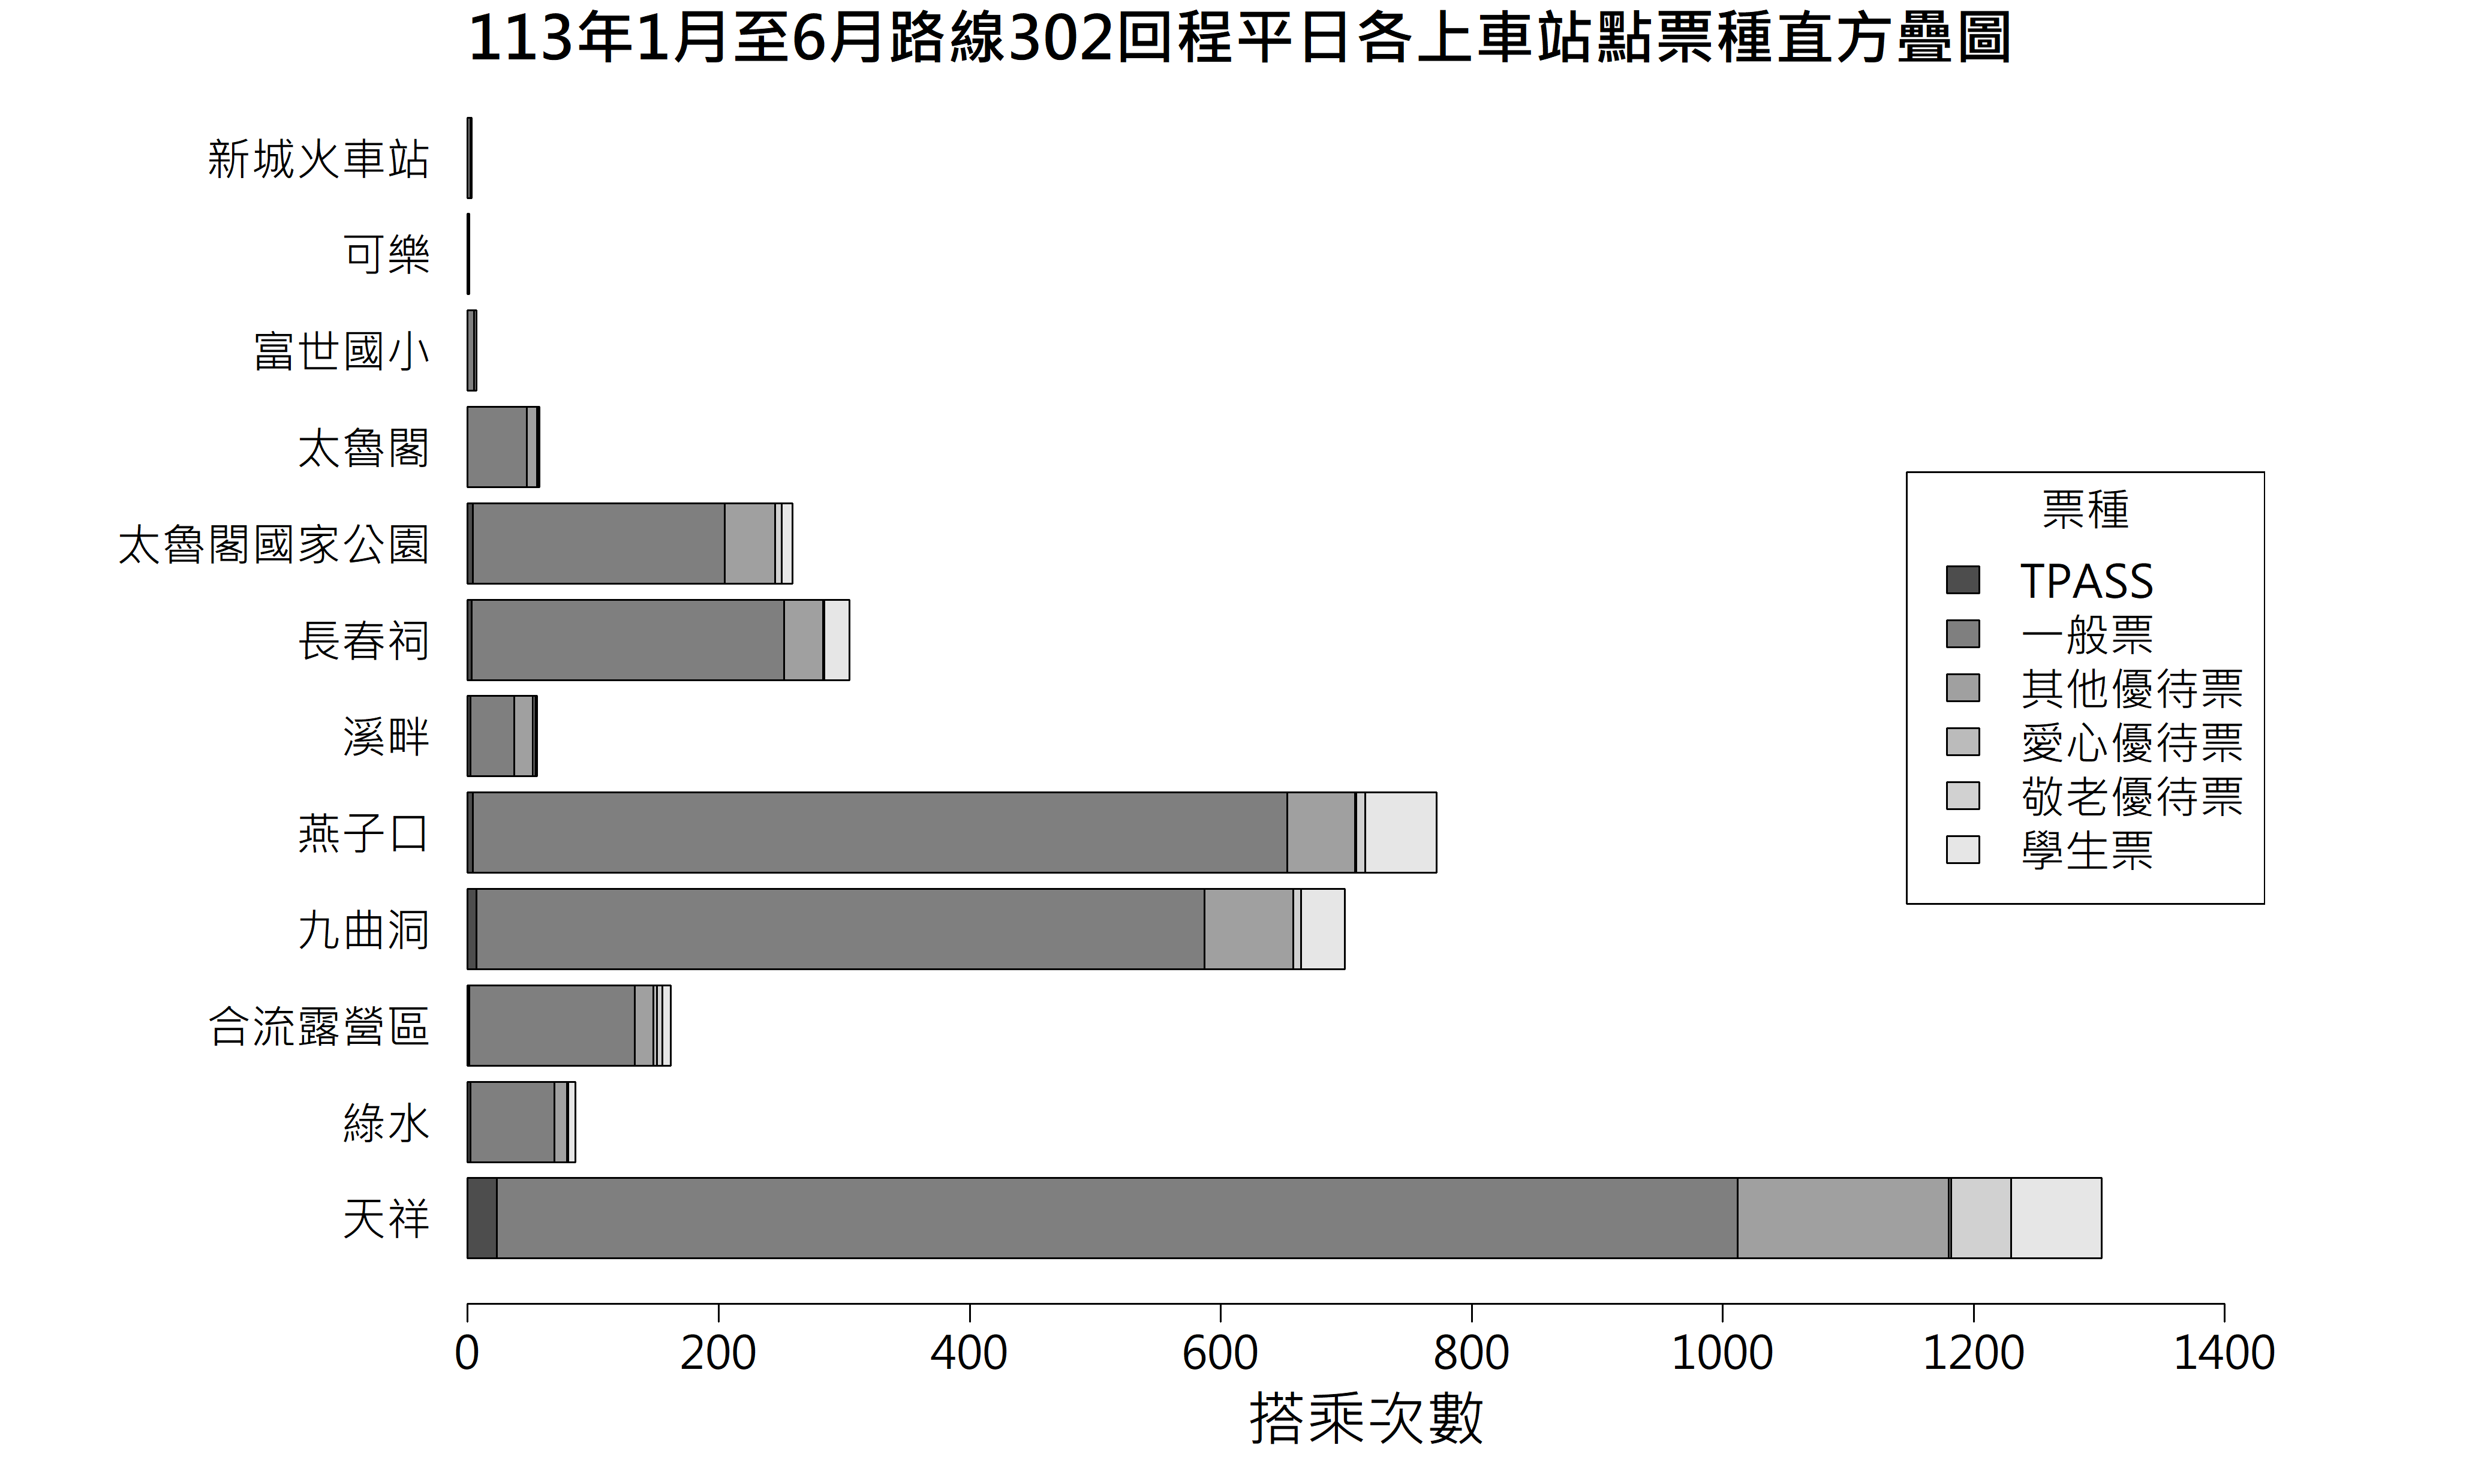 113年1月至6月路線302回程平日各上車站點票種直方疊圖
新城火車站
可樂
富世國小
太魯閣
太魯閣國家公園
長春祠
溪畔
燕子口
九曲洞
合流露營區
綠水
天祥
票種
TPASS
一般票
其他優待票
愛心優待票
敬老優待票
學生票
0 200 400 600 800 1000 1200 1400
搭乘次數